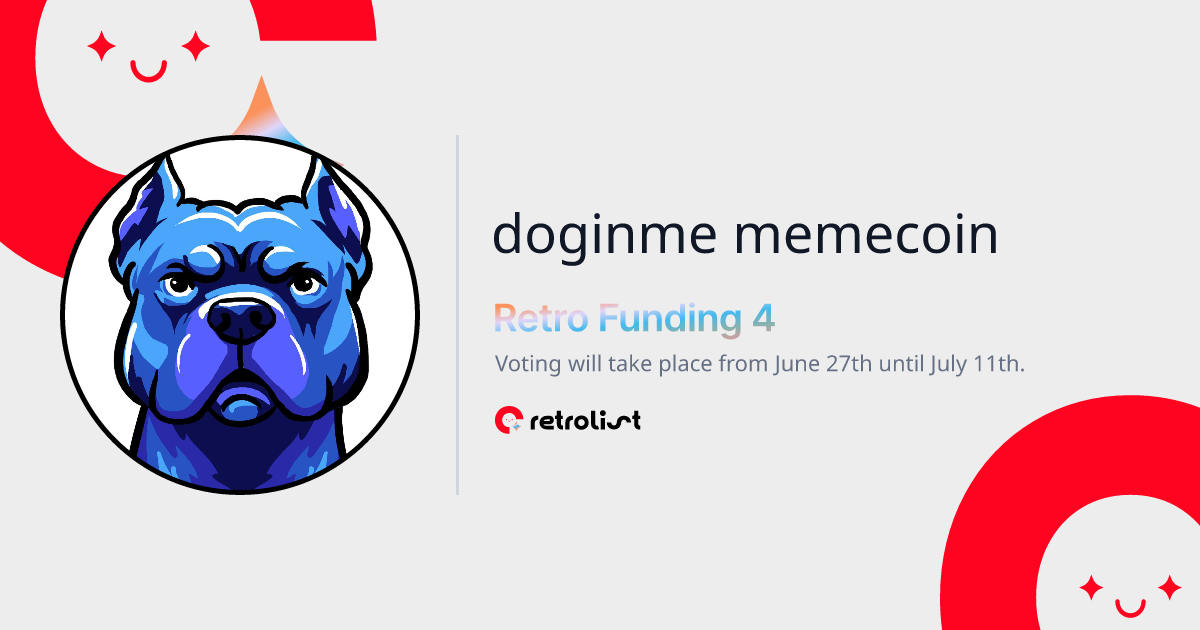 doginme memecoin
Retro Funding 4
Voting will take place from June 27th until July 11th.
retrolist